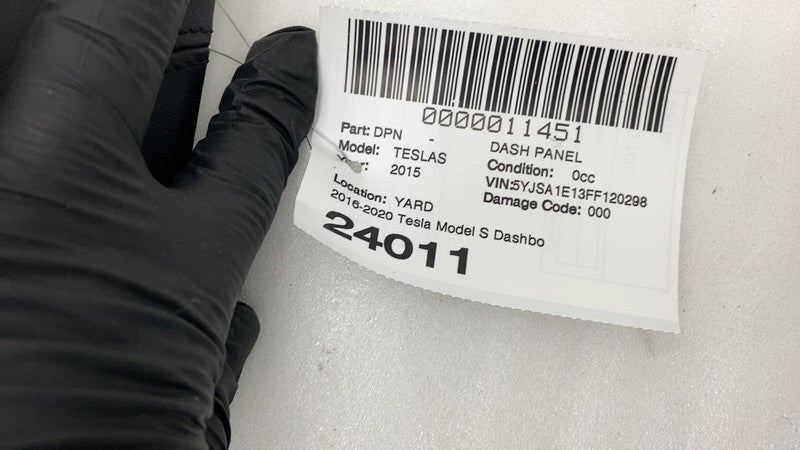 0000011451
Part: DPN - DASH PANEL
Model: TESLAS Condition: 0cc
Year: 2015 VIN:5YJSA1E13FF120298
Damage Code: 000
Location: YARD
2016-2020 Tesla Model S Dashbo
24011